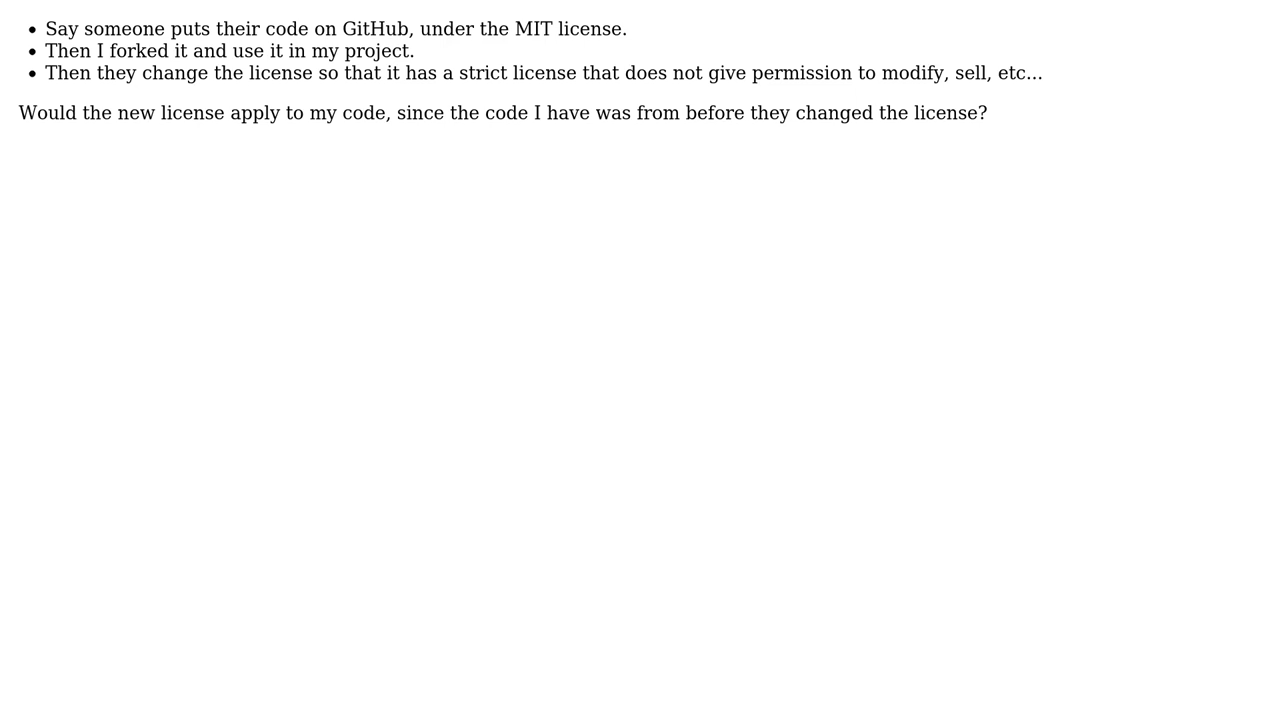 • Say someone puts their code on GitHub, under the MIT license.
• Then I forked it and use it in my project.
• Then they change the license so that it has a strict license that does not give permission to modify, sell, etc...
Would the new license apply to my code, since the code I have was from before they changed the license?